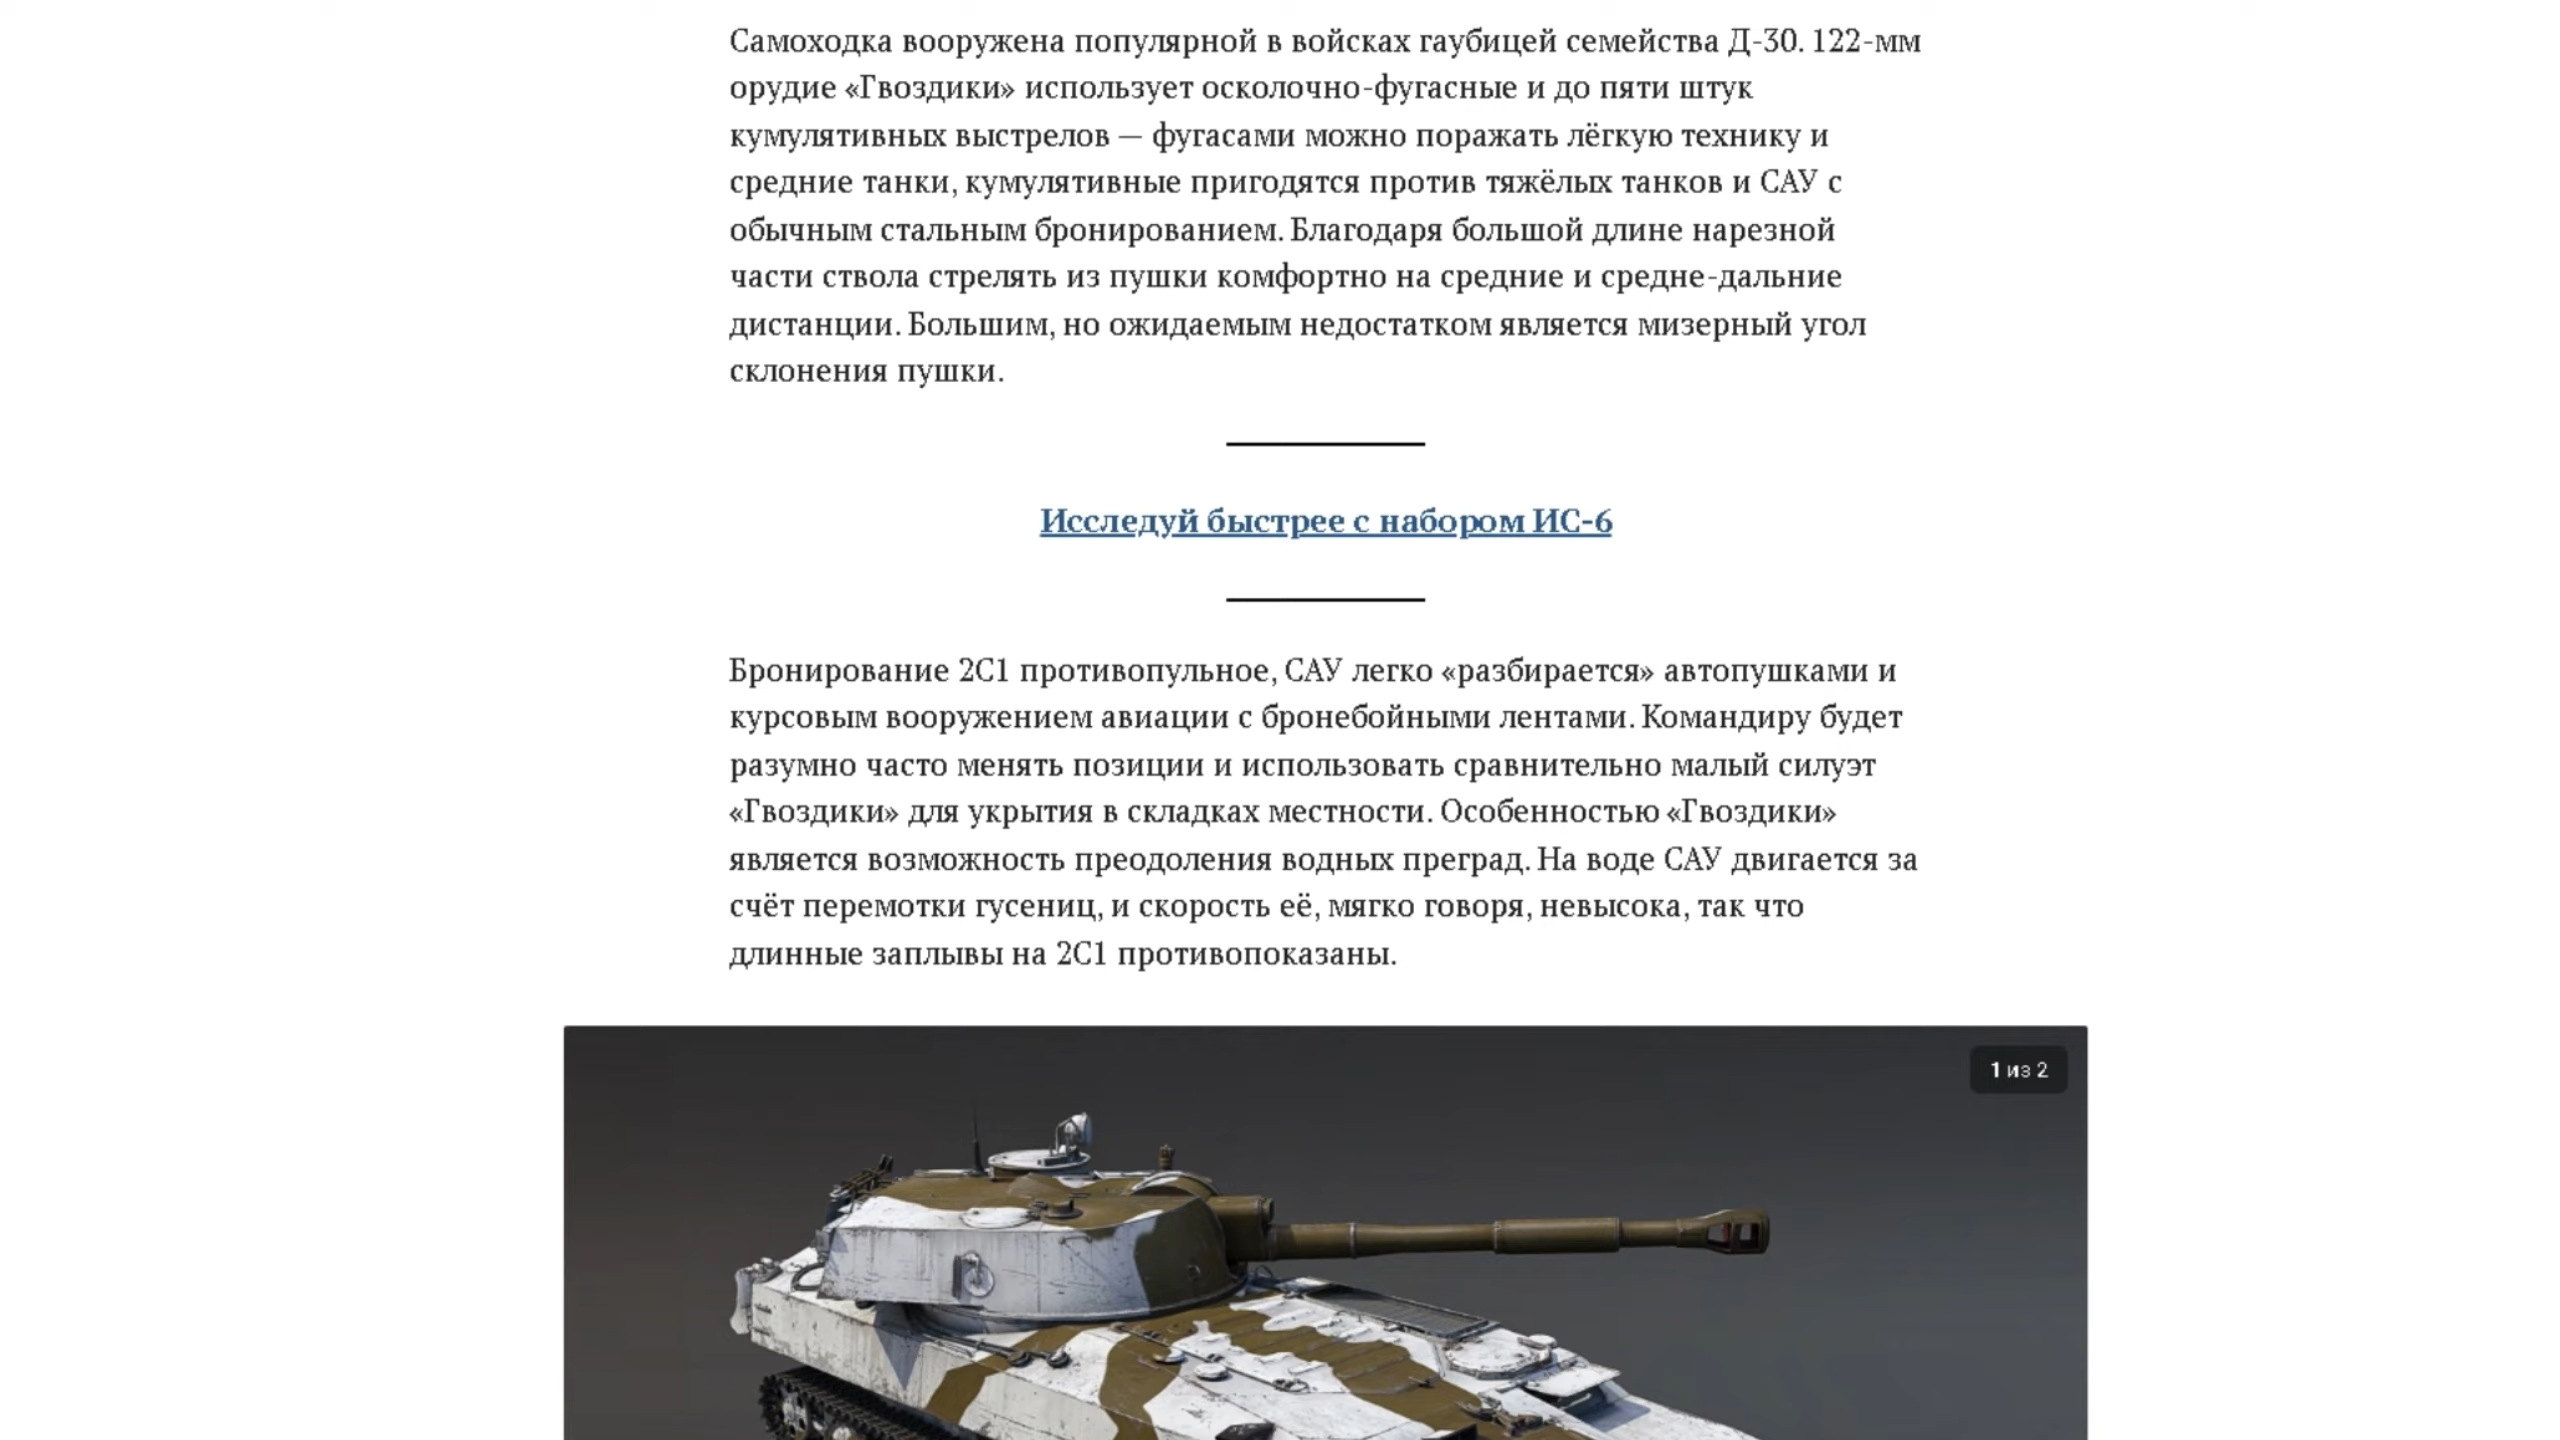 Самоходка вооружена популярной в войсках гаубицей семейства Д-30. 122-мм
орудие «Гвоздики» использует осколочно-фугасные и до пяти штук
кумулятивных выстрелов — фугасами можно поражать лёгкую технику и
средние танки, кумулятивные пригодятся против тяжёлых танков и САУ с
обычным стальным бронированием. Благодаря большой длине нарезной
части ствола стрелять из пушки комфортно на средние и средне-дальние
дистанции. Большим, но ожидаемым недостатком является мизерный угол
склонения пушки.
Исследуй быстрее с набором ИС-6
Бронирование 2С1 противопульное, САУ легко «разбирается» автопушками и
курсовым вооружением авиации с бронебойными лентами. Командиру будет
разумно часто менять позиции и использовать сравнительно малый силуэт
«Гвоздики» для укрытия в складках местности. Особенностью «Гвоздики»
является возможность преодоления водных преград. На воде САУ двигается за
счёт перемотки гусениц, и скорость её, мягко говоря, невысока, так что
длинные заплывы на 2С1 противопоказаны.
1 из 2